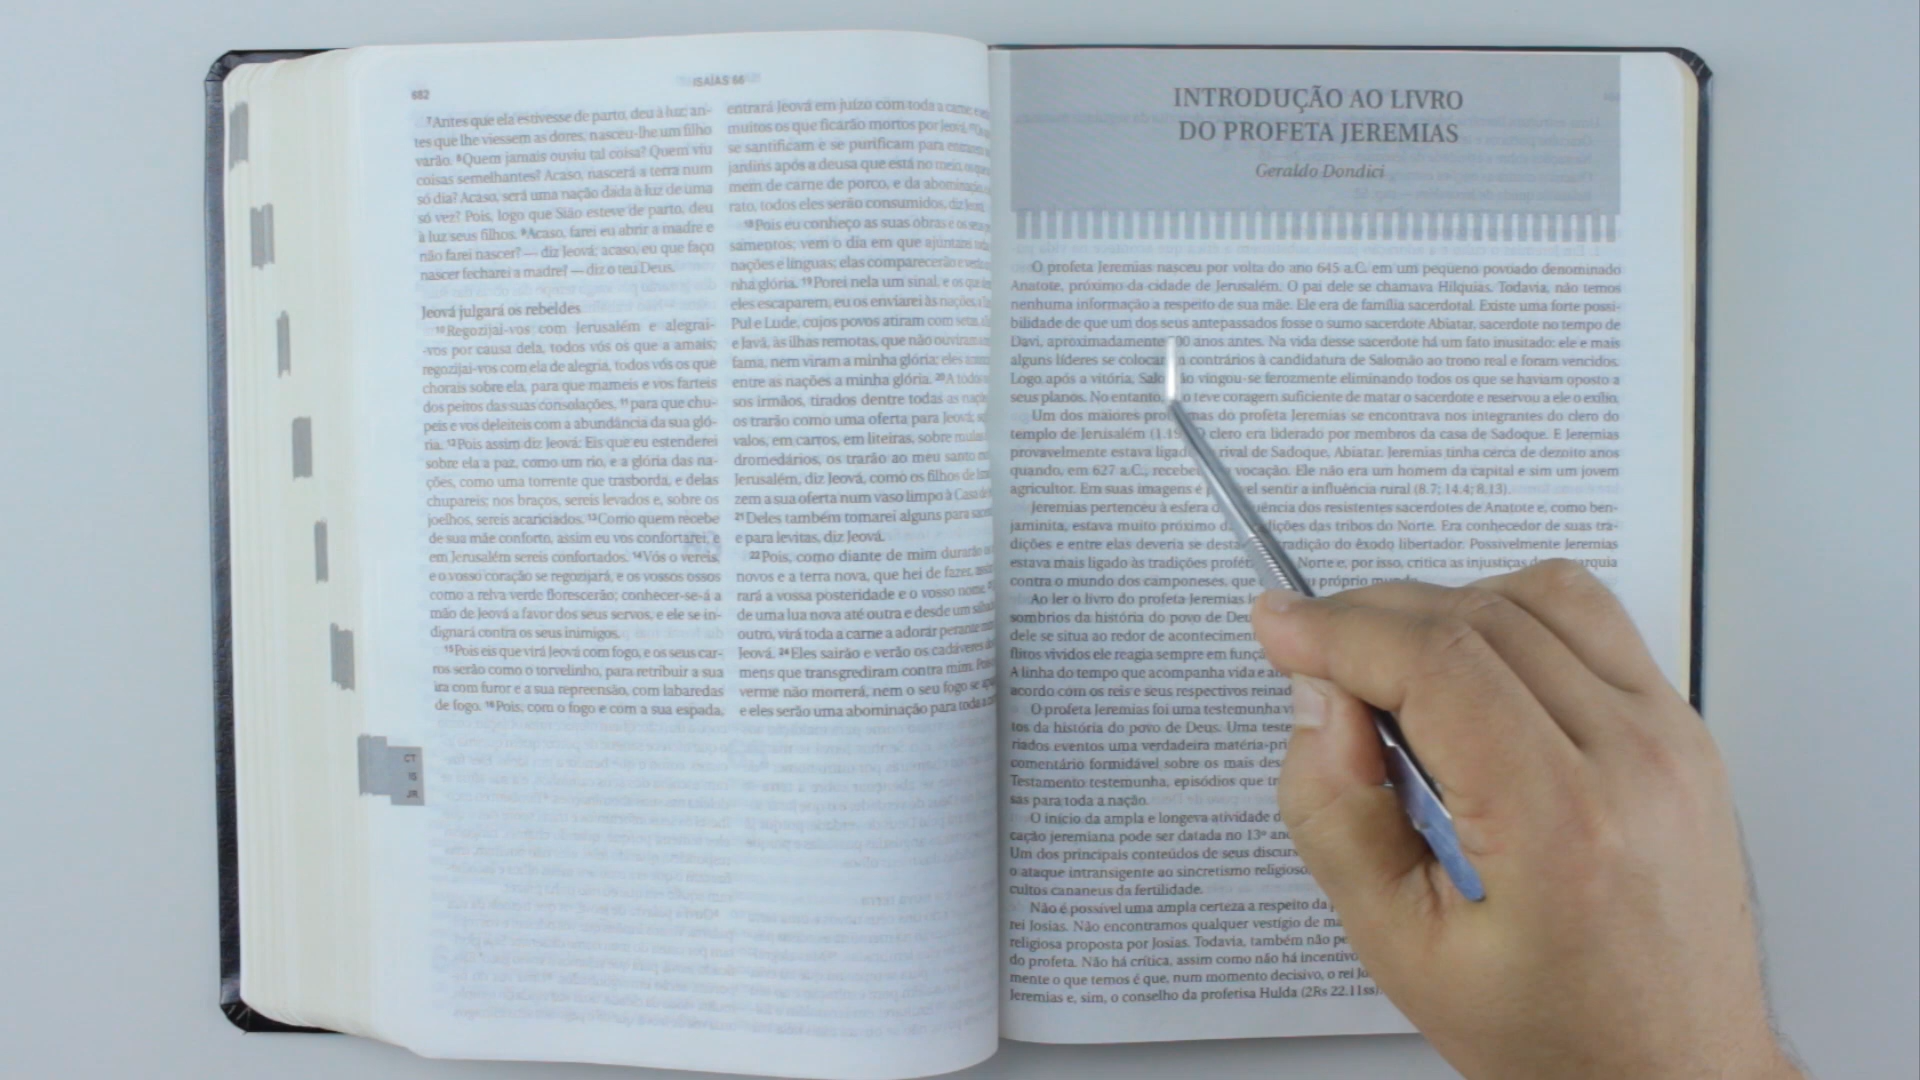 682
ISAÍAS 66
⁷Antes que ela estivesse de parto, deu à luz; an-
tes que lhe viessem as dores, nasceu-lhe um filho
varão. ⁸Quem jamais ouviu tal coisa? Quem viu
coisas semelhantes? Acaso, nascerá a terra num
só dia? Acaso, será uma nação dada à luz de uma
só vez? Pois, logo que Sião esteve de parto, deu
à luz seus filhos. ⁹Acaso, farei eu abrir a madre e
não farei nascer? — diz Jeová; acaso, eu que faço
nascer fecharei a madre? — diz o teu Deus.
Jeová julgará os rebeldes
¹⁰Regozijai-vos com Jerusalém e alegrai-
-vos por causa dela, todos vós os que a amais;
regozijai-vos com ela de alegria, todos vós os que
chorais sobre ela, para que mameis e vos farteis
dos peitos das suas consolações, ¹¹para que chu-
peis e vos deleiteis com a abundância da sua gló-
ria. ¹²Pois assim diz Jeová: Eis que eu estenderei
sobre ela a paz, como um rio, e a glória das na-
ções, como uma torrente que trasborda, e delas
chupareis; nos braços, sereis levados e, sobre os
joelhos, sereis acariciados. ¹³Como quem recebe
de sua mãe conforto, assim eu vos confortarei; e
em Jerusalém sereis confortados. ¹⁴Vós o vereis,
e o vosso coração se regozijará, e os vossos ossos
como a relva verde florescerão; conhecer-se-á a
mão de Jeová a favor dos seus servos, e ele se in-
dignará contra os seus inimigos.
¹⁵Pois eis que virá Jeová com fogo, e os seus car-
ros serão como o torvelinho, para retribuir a sua
ira com furor e a sua repreensão, com labaredas
de fogo. ¹⁶Pois, com o fogo e com a sua espada,
entrará Jeová em juízo com toda a carne; e
muitos os que ficarão mortos por Jeová.
se santificam e se purificam para
jardins após a deusa que está no meio,
mem de carne de porco, e da
rato, todos eles serão consumidos, diz
¹⁸Pois eu conheço as suas obras e os
samentos; vem o dia em que ajuntarei
nações e línguas; elas comparecerão e
nha glória. ¹⁹Porei nela um sinal, e os que
eles escaparem, eu os enviarei às nações,
Pul e Lude, cujos povos atiram com setas,
e Javã, às ilhas remotas, que não ouviram
fama, nem viram a minha glória; eles
entre as nações a minha glória. ²⁰A todos
sos irmãos, tirados dentre todas as
os trarão como uma oferta para Jeová,
valos, em carros, em liteiras, sobre
dromedários, os trarão ao meu santo
Jerusalém, diz Jeová, como os filhos de
zem a sua oferta num vaso limpo à Casa
²¹Deles também tomarei alguns para
e para levitas, diz Jeová.
²²Pois, como diante de mim durarão
novos e a terra nova, que hei de fazer,
rará a vossa posteridade e o vosso nome.
de uma lua nova até outra e desde um
outro, virá toda a carne a adorar perante
Jeová. ²⁴Eles sairão e verão os cadáveres
mens que transgrediram contra mim.
verme não morrerá, nem o seu fogo se
e eles serão uma abominação para toda a
CT
IS
JR
INTRODUÇÃO AO LIVRO
DO PROFETA JEREMIAS
Geraldo Dondici
O profeta Jeremias nasceu por volta do ano 645 a.C. em um pequeno povoado denominado
Anatote, próximo da cidade de Jerusalém. O pai dele se chamava Hilquias. Todavia, não temos
nenhuma informação a respeito de sua mãe. Ele era de família sacerdotal. Existe uma forte possi-
bilidade de que um dos seus antepassados fosse o sumo sacerdote Abiatar, sacerdote no tempo de
Davi, aproximadamente anos antes. Na vida desse sacerdote há um fato inusitado: ele e mais
alguns líderes se colocaram contrários à candidatura de Salomão ao trono real e foram vencidos.
Logo após a vitória, Salomão vingou-se ferozmente eliminando todos os que se haviam oposto a
seus planos. No entanto, teve coragem suficiente de matar o sacerdote e reservou a ele o exílio.
Um dos maiores problemas do profeta Jeremias se encontrava nos integrantes do clero do
templo de Jerusalém clero era liderado por membros da casa de Sadoque. E Jeremias
provavelmente estava rival de Sadoque, Abiatar. Jeremias tinha cerca de dezoito anos
quando, em 627 a.C., vocação. Ele não era um homem da capital e sim um jovem
agricultor. Em suas imagens é sentir a influência rural (8.7; 14.4; 8.13).
Jeremias pertenceu à esfera dos resistentes sacerdotes de Anatote e, como ben-
jaminita, estava muito próximo das tribos do Norte. Era conhecedor de suas tra-
dições e entre elas deveria se tradição do êxodo libertador. Possivelmente Jeremias
estava mais ligado às tradições Norte e, por isso, critica as injustiças
contra o mundo dos camponeses, que próprio
Ao ler o livro do profeta Jeremias
sombrios da história do povo de Deus
dele se situa ao redor de
flitos vividos ele reagia sempre em
A linha do tempo que acompanha vida e
acordo com os reis e seus respectivos
O profeta Jeremias foi uma testemunha
tos da história do povo de Deus. Uma
riados eventos uma verdadeira
comentário formidável sobre os mais
Testamento testemunha, episódios que
sas para toda a nação.
O início da ampla e longeva atividade
cação jeremiana pode ser datada no 13º
Um dos principais conteúdos de seus
o ataque intransigente ao sincretismo
cultos cananeus da fertilidade.
Não é possível uma ampla certeza a respeito da
rei Josias. Não encontramos qualquer vestígio de
religiosa proposta por Josias. Todavia, também não
do profeta. Não há crítica, assim como não há incentivo
mente o que temos é que, num momento decisivo, o rei
Jeremias e, sim, o conselho da profetisa Hulda (2Rs 22.11ss)